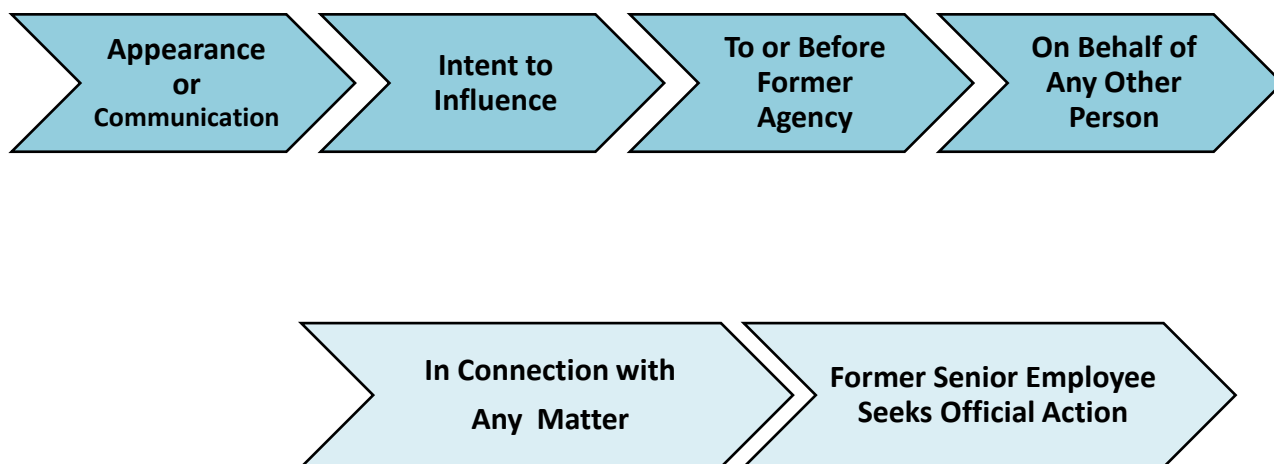 Appearance
or
Communication
Intent to
Influence
To or Before
Former
Agency
On Behalf of
Any Other
Person
In Connection with
Any Matter
Former Senior Employee
Seeks Official Action